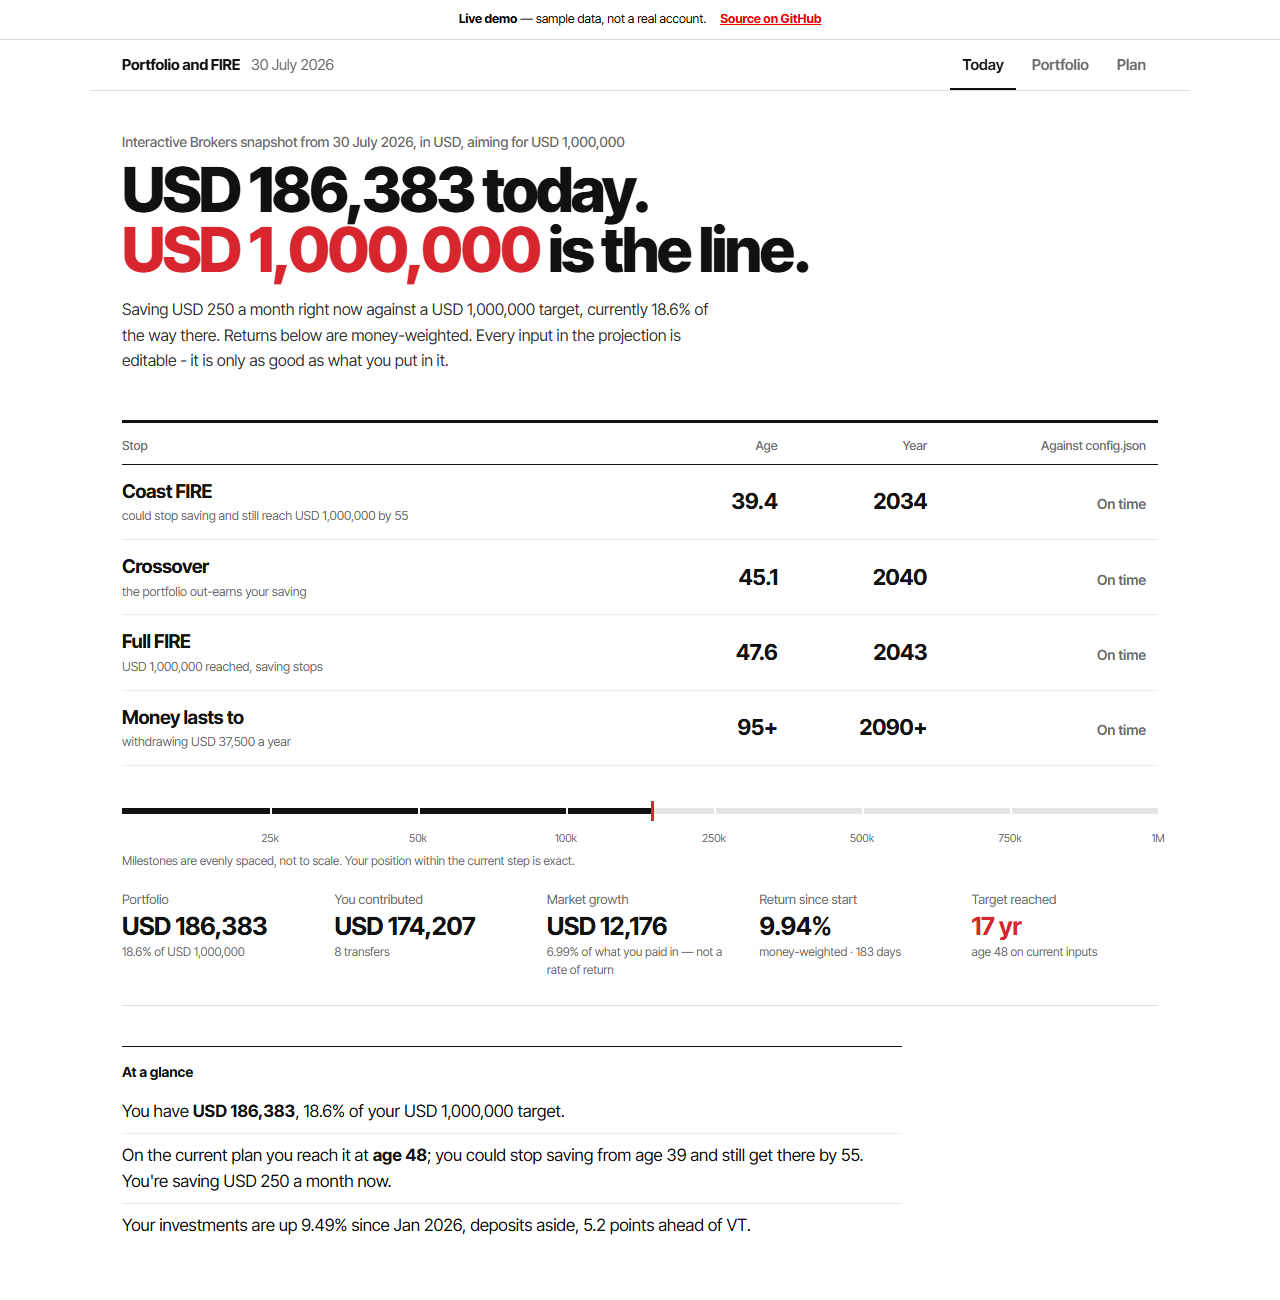 Live demo — sample data, not a real account. Source on GitHub
Portfolio and FIRE 30 July 2026 Today Portfolio Plan
Interactive Brokers snapshot from 30 July 2026, in USD, aiming for USD 1,000,000
USD 186,383 today.
USD 1,000,000 is the line.
Saving USD 250 a month right now against a USD 1,000,000 target, currently 18.6% of
the way there. Returns below are money-weighted. Every input in the projection is
editable - it is only as good as what you put in it.
Stop Age Year Against config.json
Coast FIRE 39.4 2034 On time
could stop saving and still reach USD 1,000,000 by 55
Crossover 45.1 2040 On time
the portfolio out-earns your saving
Full FIRE 47.6 2043 On time
USD 1,000,000 reached, saving stops
Money lasts to 95+ 2090+ On time
withdrawing USD 37,500 a year
25k 50k 100k 250k 500k 750k 1M
Milestones are evenly spaced, not to scale. Your position within the current step is exact.
Portfolio You contributed Market growth Return since start Target reached
USD 186,383 USD 174,207 USD 12,176 9.94% 17 yr
18.6% of USD 1,000,000 8 transfers 6.99% of what you paid in — not a money-weighted · 183 days age 48 on current inputs
rate of return
At a glance
You have USD 186,383, 18.6% of your USD 1,000,000 target.
On the current plan you reach it at age 48; you could stop saving from age 39 and still get there by 55.
You're saving USD 250 a month now.
Your investments are up 9.49% since Jan 2026, deposits aside, 5.2 points ahead of VT.